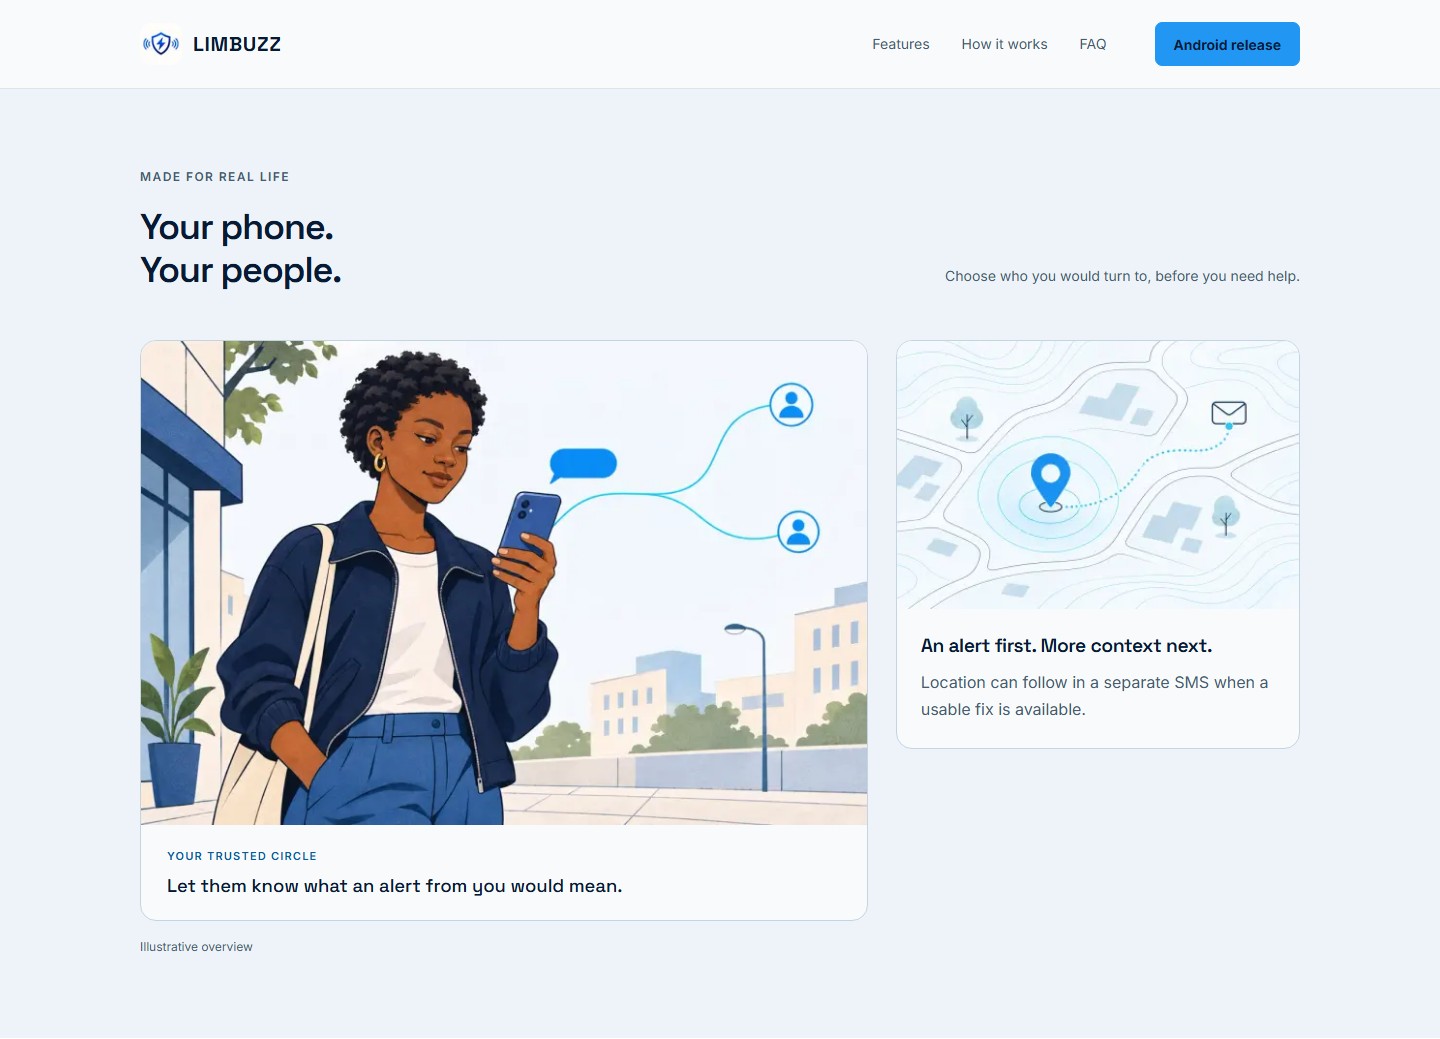 LIMBUZZ
Features
How it works
FAQ
Android release
MADE FOR REAL LIFE
Your phone.
Your people.
Choose who you would turn to, before you need help.
YOUR TRUSTED CIRCLE
Let them know what an alert from you would mean.
Illustrative overview
An alert first. More context next.
Location can follow in a separate SMS when a
usable fix is available.